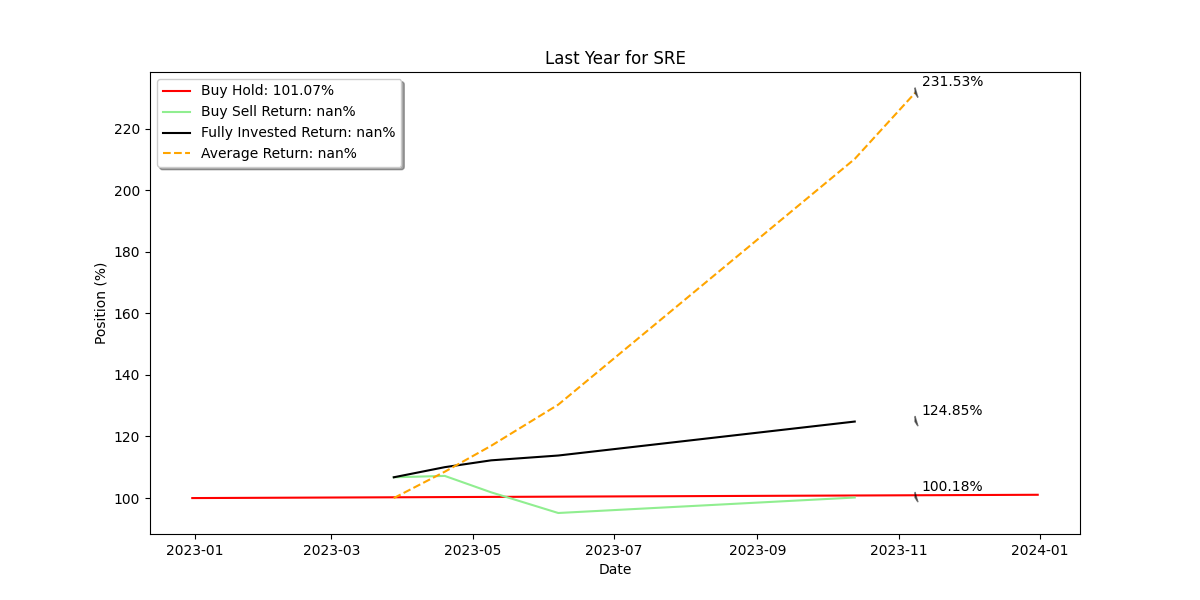 Last Year for SRE
Buy Hold: 101.07%
Buy Sell Return: nan%
Fully Invested Return: nan%
Average Return: nan%
231.53%
124.85%
100.18%
220
200
180
160
140
120
100
Position (%)
2023-01 2023-03 2023-05 2023-07 2023-09 2023-11 2024-01
Date